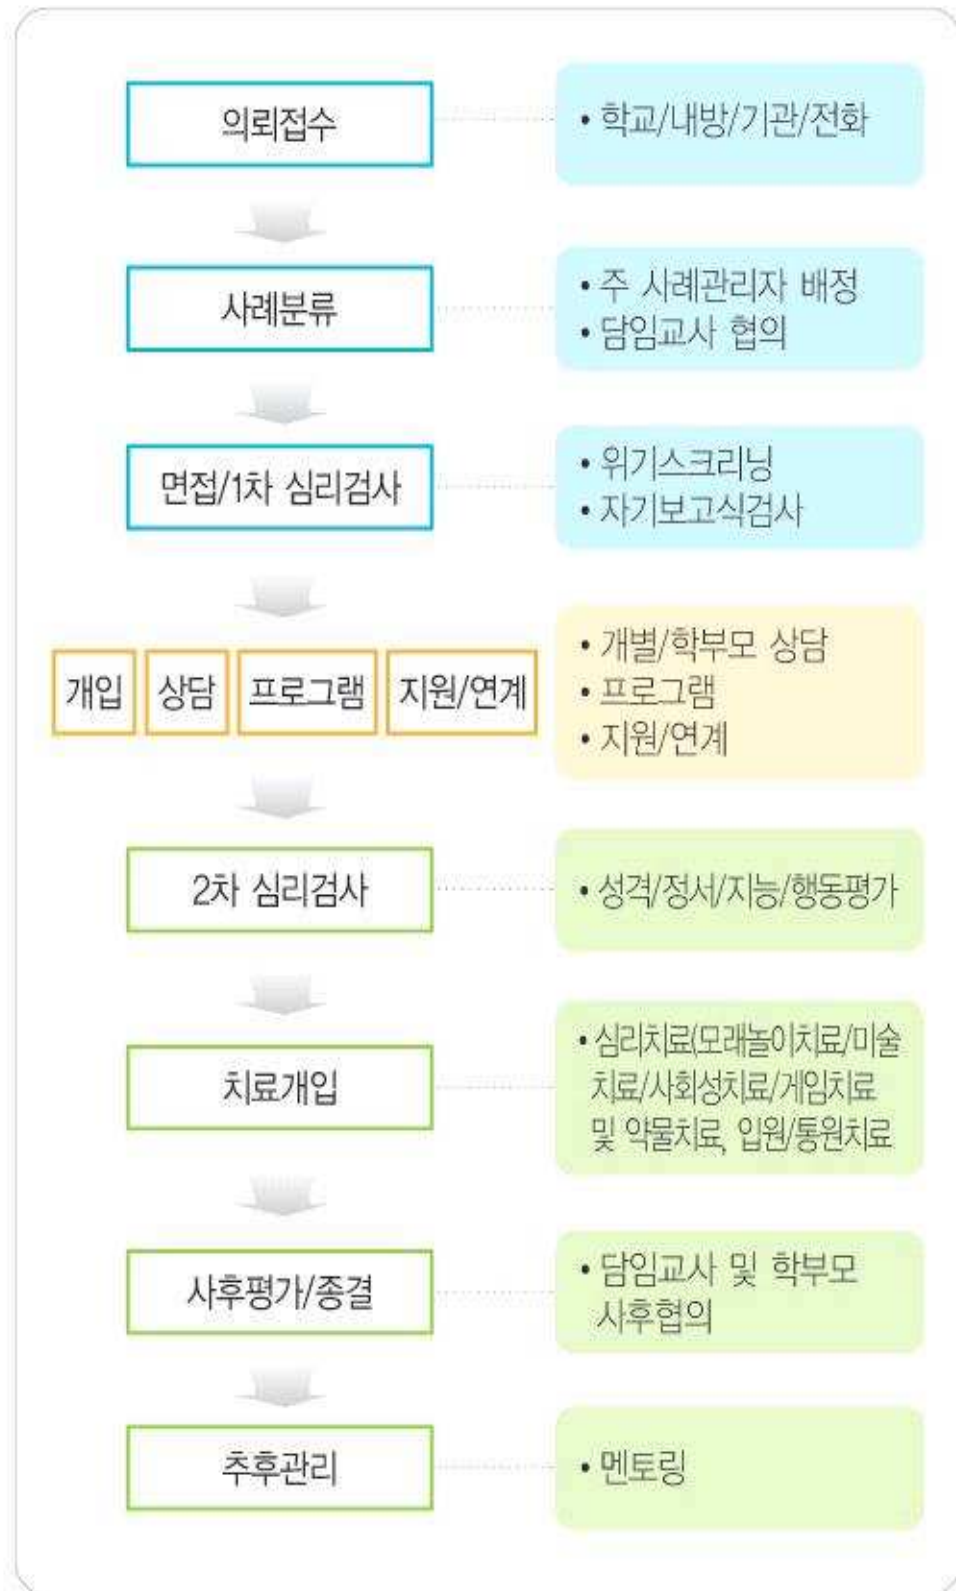 의뢰접수
• 학교/내방/기관/전화
사례분류
• 주 사례관리자 배정
• 담임교사 협의
면접/1차 심리검사
• 위기스크리닝
• 자기보고식검사
개입 상담 프로그램 지원/연계
• 개별/학부모 상담
• 프로그램
• 지원/연계
2차 심리검사
• 성격/정서/지능/행동평가
치료개입
• 심리치료(모래놀이치료/미술
치료/사회성치료/게임치료
및 약물치료, 입원/통원치료
사후평가/종결
• 담임교사 및 학부모
사후협의
추후관리
• 멘토링